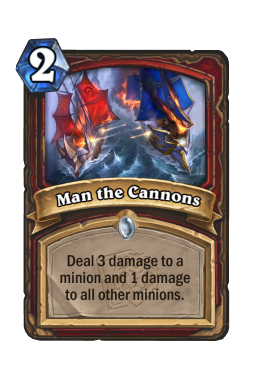 2
Man the Cannons
Deal 3 damage to a
minion and 1 damage
to all other minions.